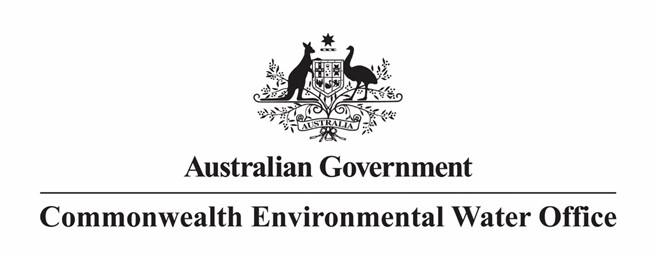 AUSTRALIA
Australian Government
Commonwealth Environmental Water Office